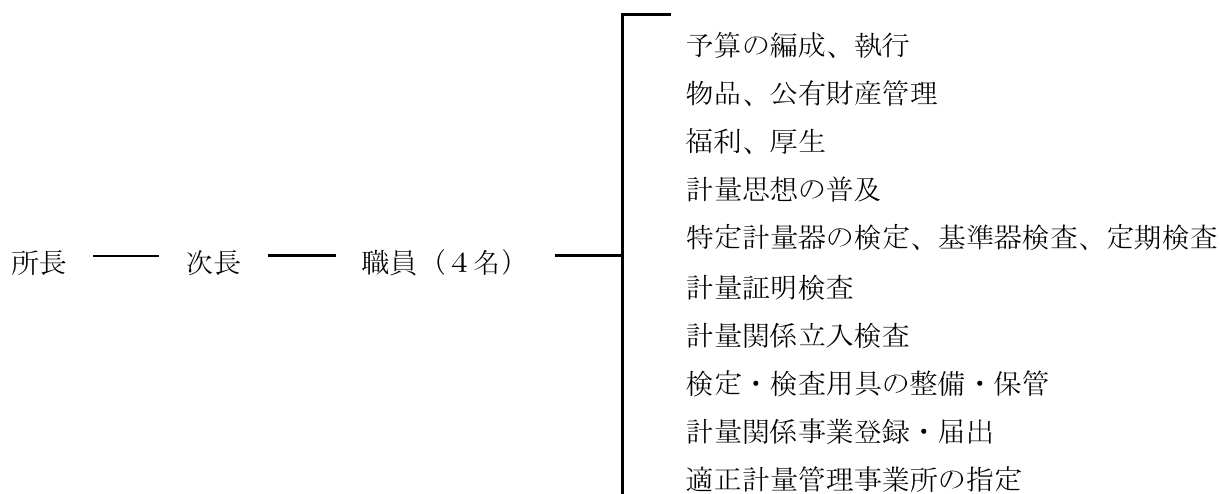 予算の編成、執行
物品、公有財産管理
福利、厚生
計量思想の普及
特定計量器の検定、基準器検査、定期検査
所長 次長 職員（４名）
計量証明検査
計量関係立入検査
検定・検査用具の整備・保管
計量関係事業登録・届出
適正計量管理事業所の指定